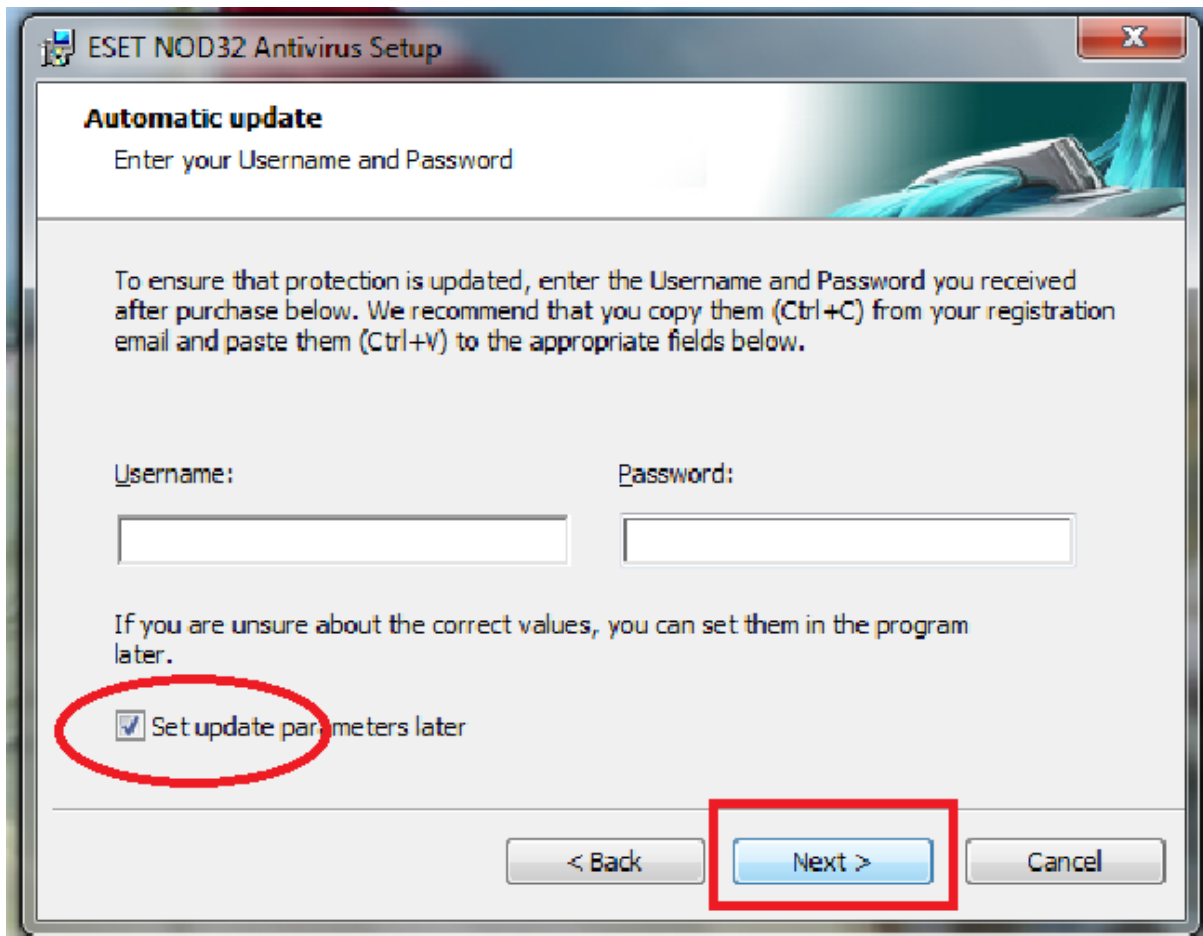 ESET NOD32 Antivirus Setup
Automatic update
Enter your Username and Password
To ensure that protection is updated, enter the Username and Password you received
after purchase below. We recommend that you copy them (Ctrl+C) from your registration
email and paste them (Ctrl+V) to the appropriate fields below.
Username: Password:
If you are unsure about the correct values, you can set them in the program
later.
Set update parameters later
< Back Next > Cancel